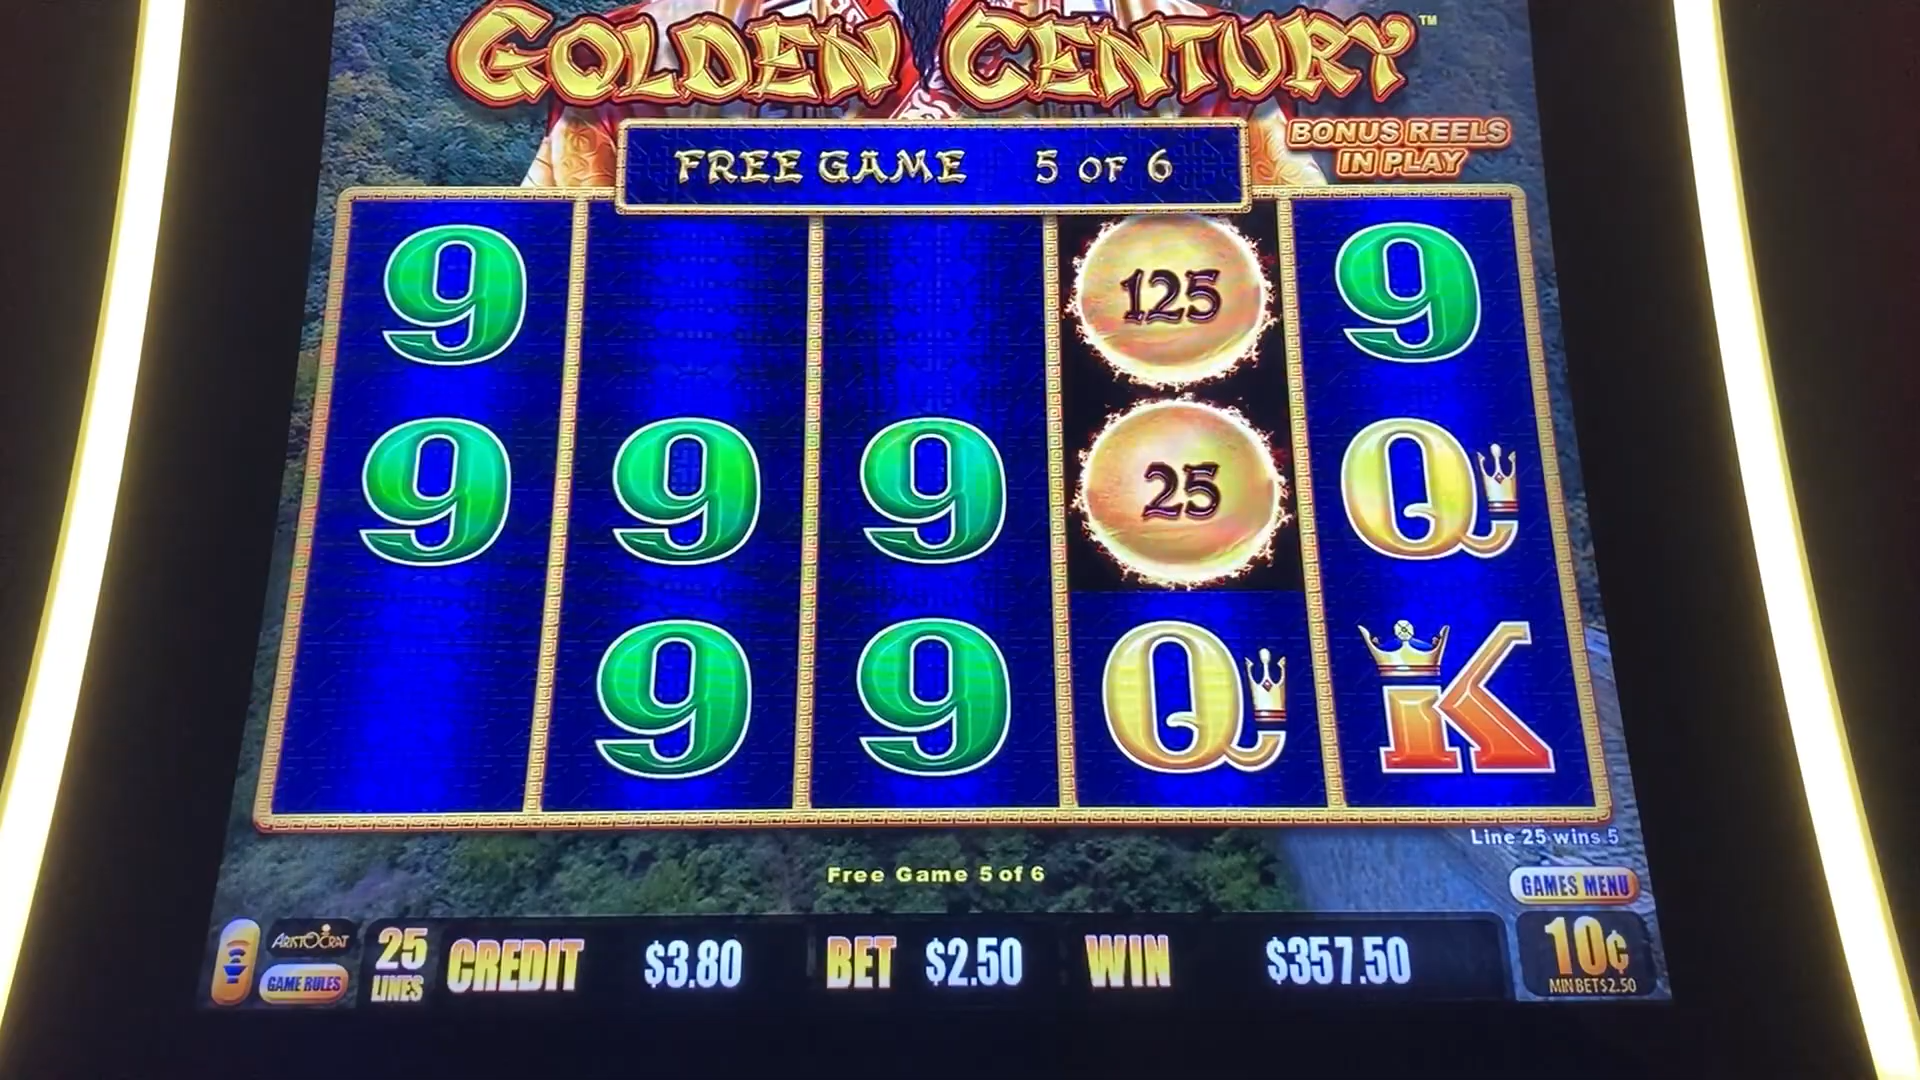 GOLDEN CENTURY™
BONUS REELS
IN PLAY
FREE GAME 5 OF 6
9 125 9
9 9 9 25 Q
9 9 Q K
Line 25 wins 5
Free Game 5 of 6
GAMES MENU
ARISTOCRAT
GAME RULES
25
LINES
CREDIT $3.80 BET $2.50 WIN $357.50
10¢
MIN BET $2.50